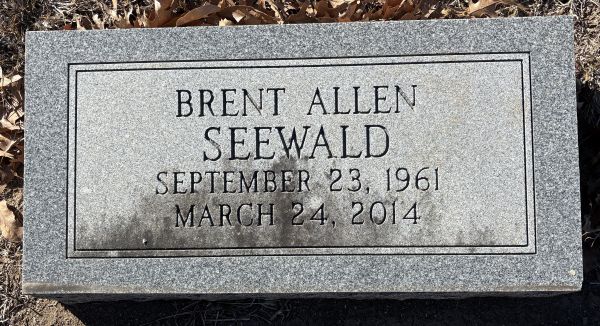 BRENT ALLEN
SEEWALD
SEPTEMBER 23, 1961
MARCH 24, 2014